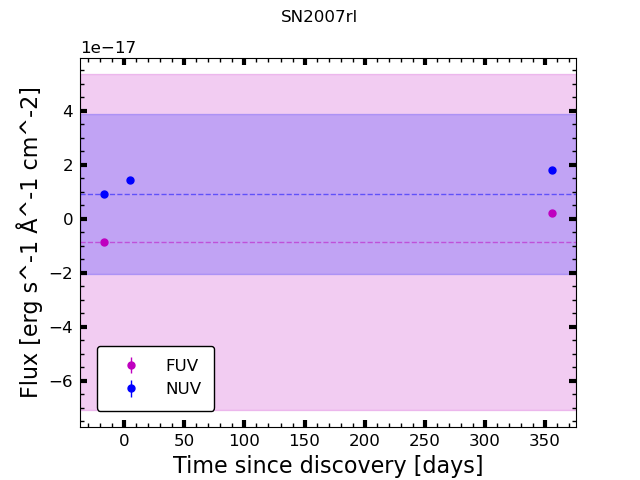 SN2007rl
1e−17
Flux [erg s^-1 Å^-1 cm^-2]
4
2
0
−2
−4
−6
FUV
NUV
0 50 100 150 200 250 300 350
Time since discovery [days]